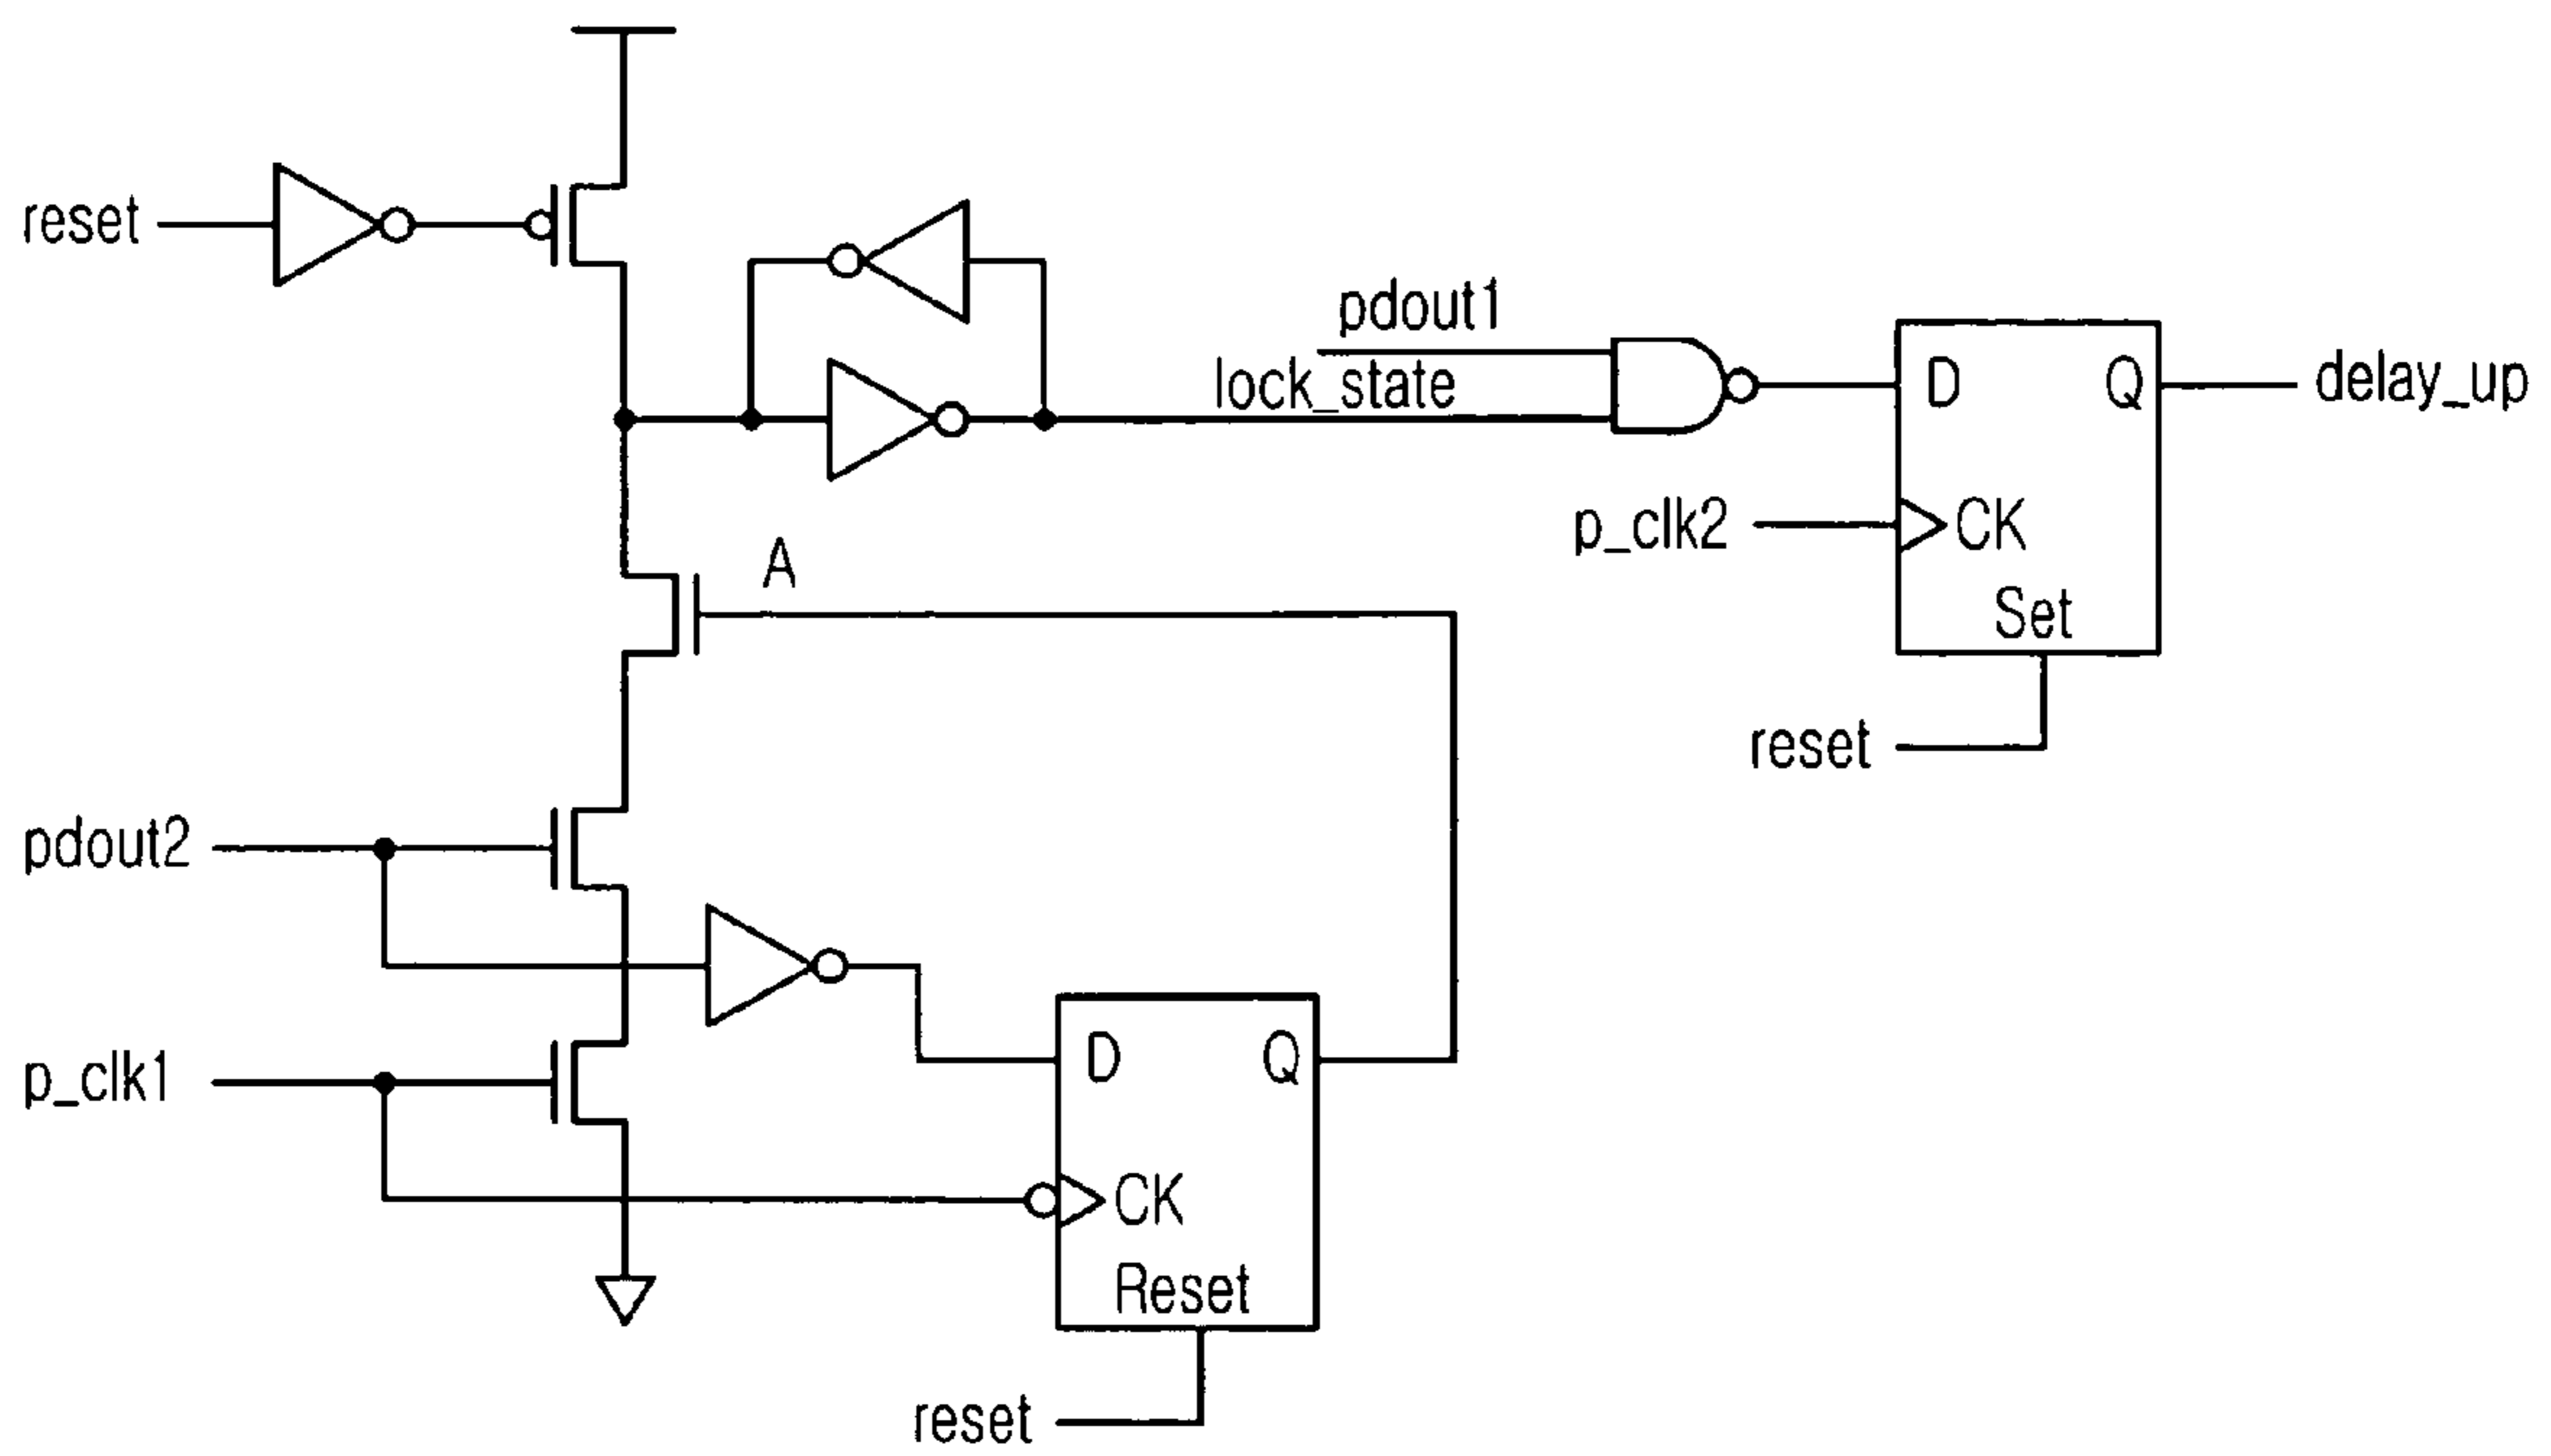 reset
pdout1
lock_state
D
Q
delay_up
p_clk2
CK
Set
A
reset
pdout2
p_clk1
D
Q
CK
Reset
reset